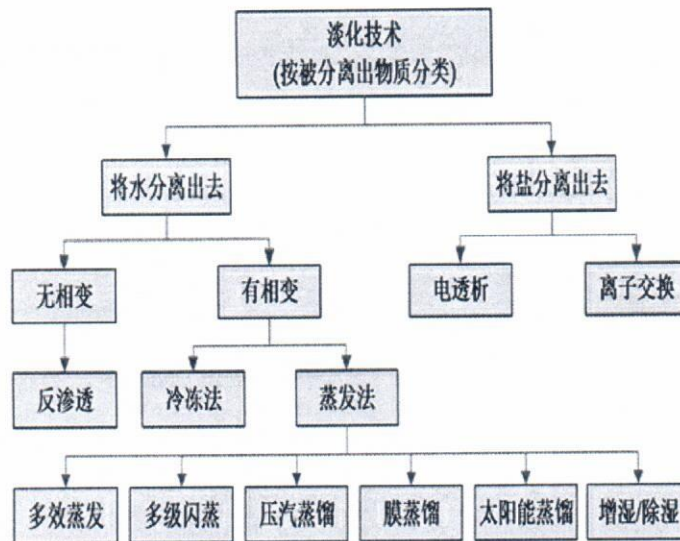 淡化技术
(按被分离出物质分类)
将水分离出去
将盐分离出去
无相变
有相变
电透析
离子交换
反渗透
冷冻法
蒸发法
多效蒸发
多级闪蒸
压汽蒸馏
膜蒸馏
太阳能蒸馏
增湿/除湿